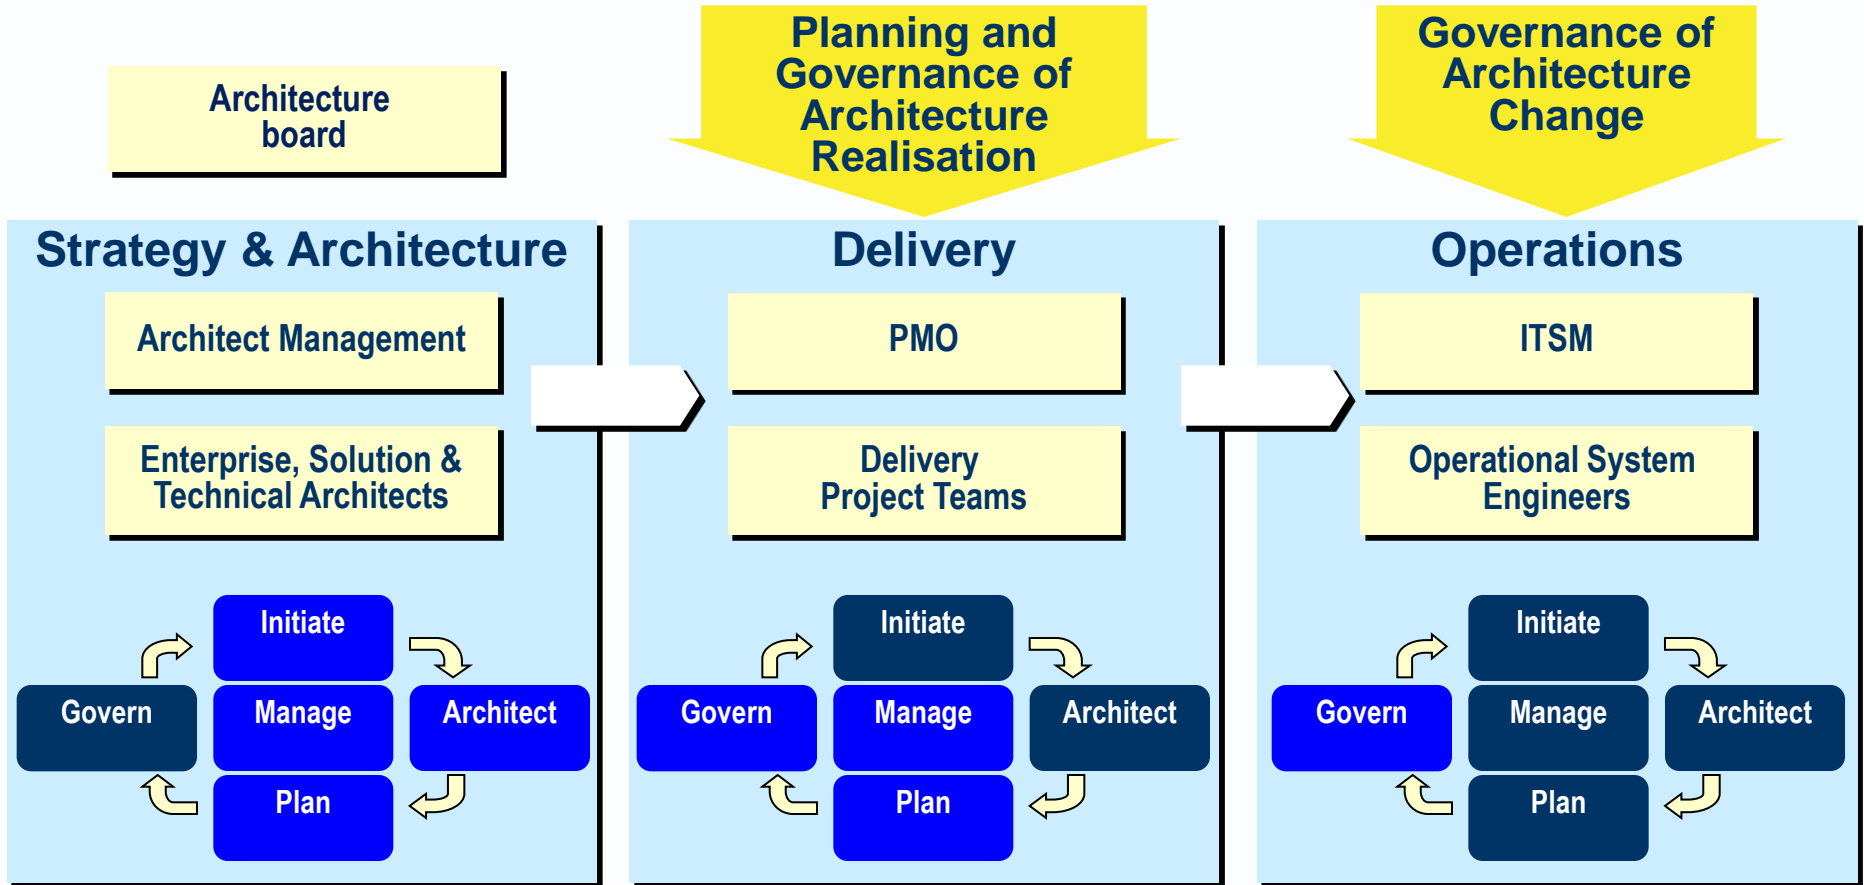 Architecture
board
Planning and
Governance of
Architecture
Realisation
Governance of
Architecture
Change
Strategy & Architecture
Architect Management
Enterprise, Solution &
Technical Architects
Initiate
Govern
Manage
Architect
Plan
Delivery
PMO
Delivery
Project Teams
Initiate
Govern
Manage
Architect
Plan
Operations
ITSM
Operational System
Engineers
Initiate
Govern
Manage
Architect
Plan